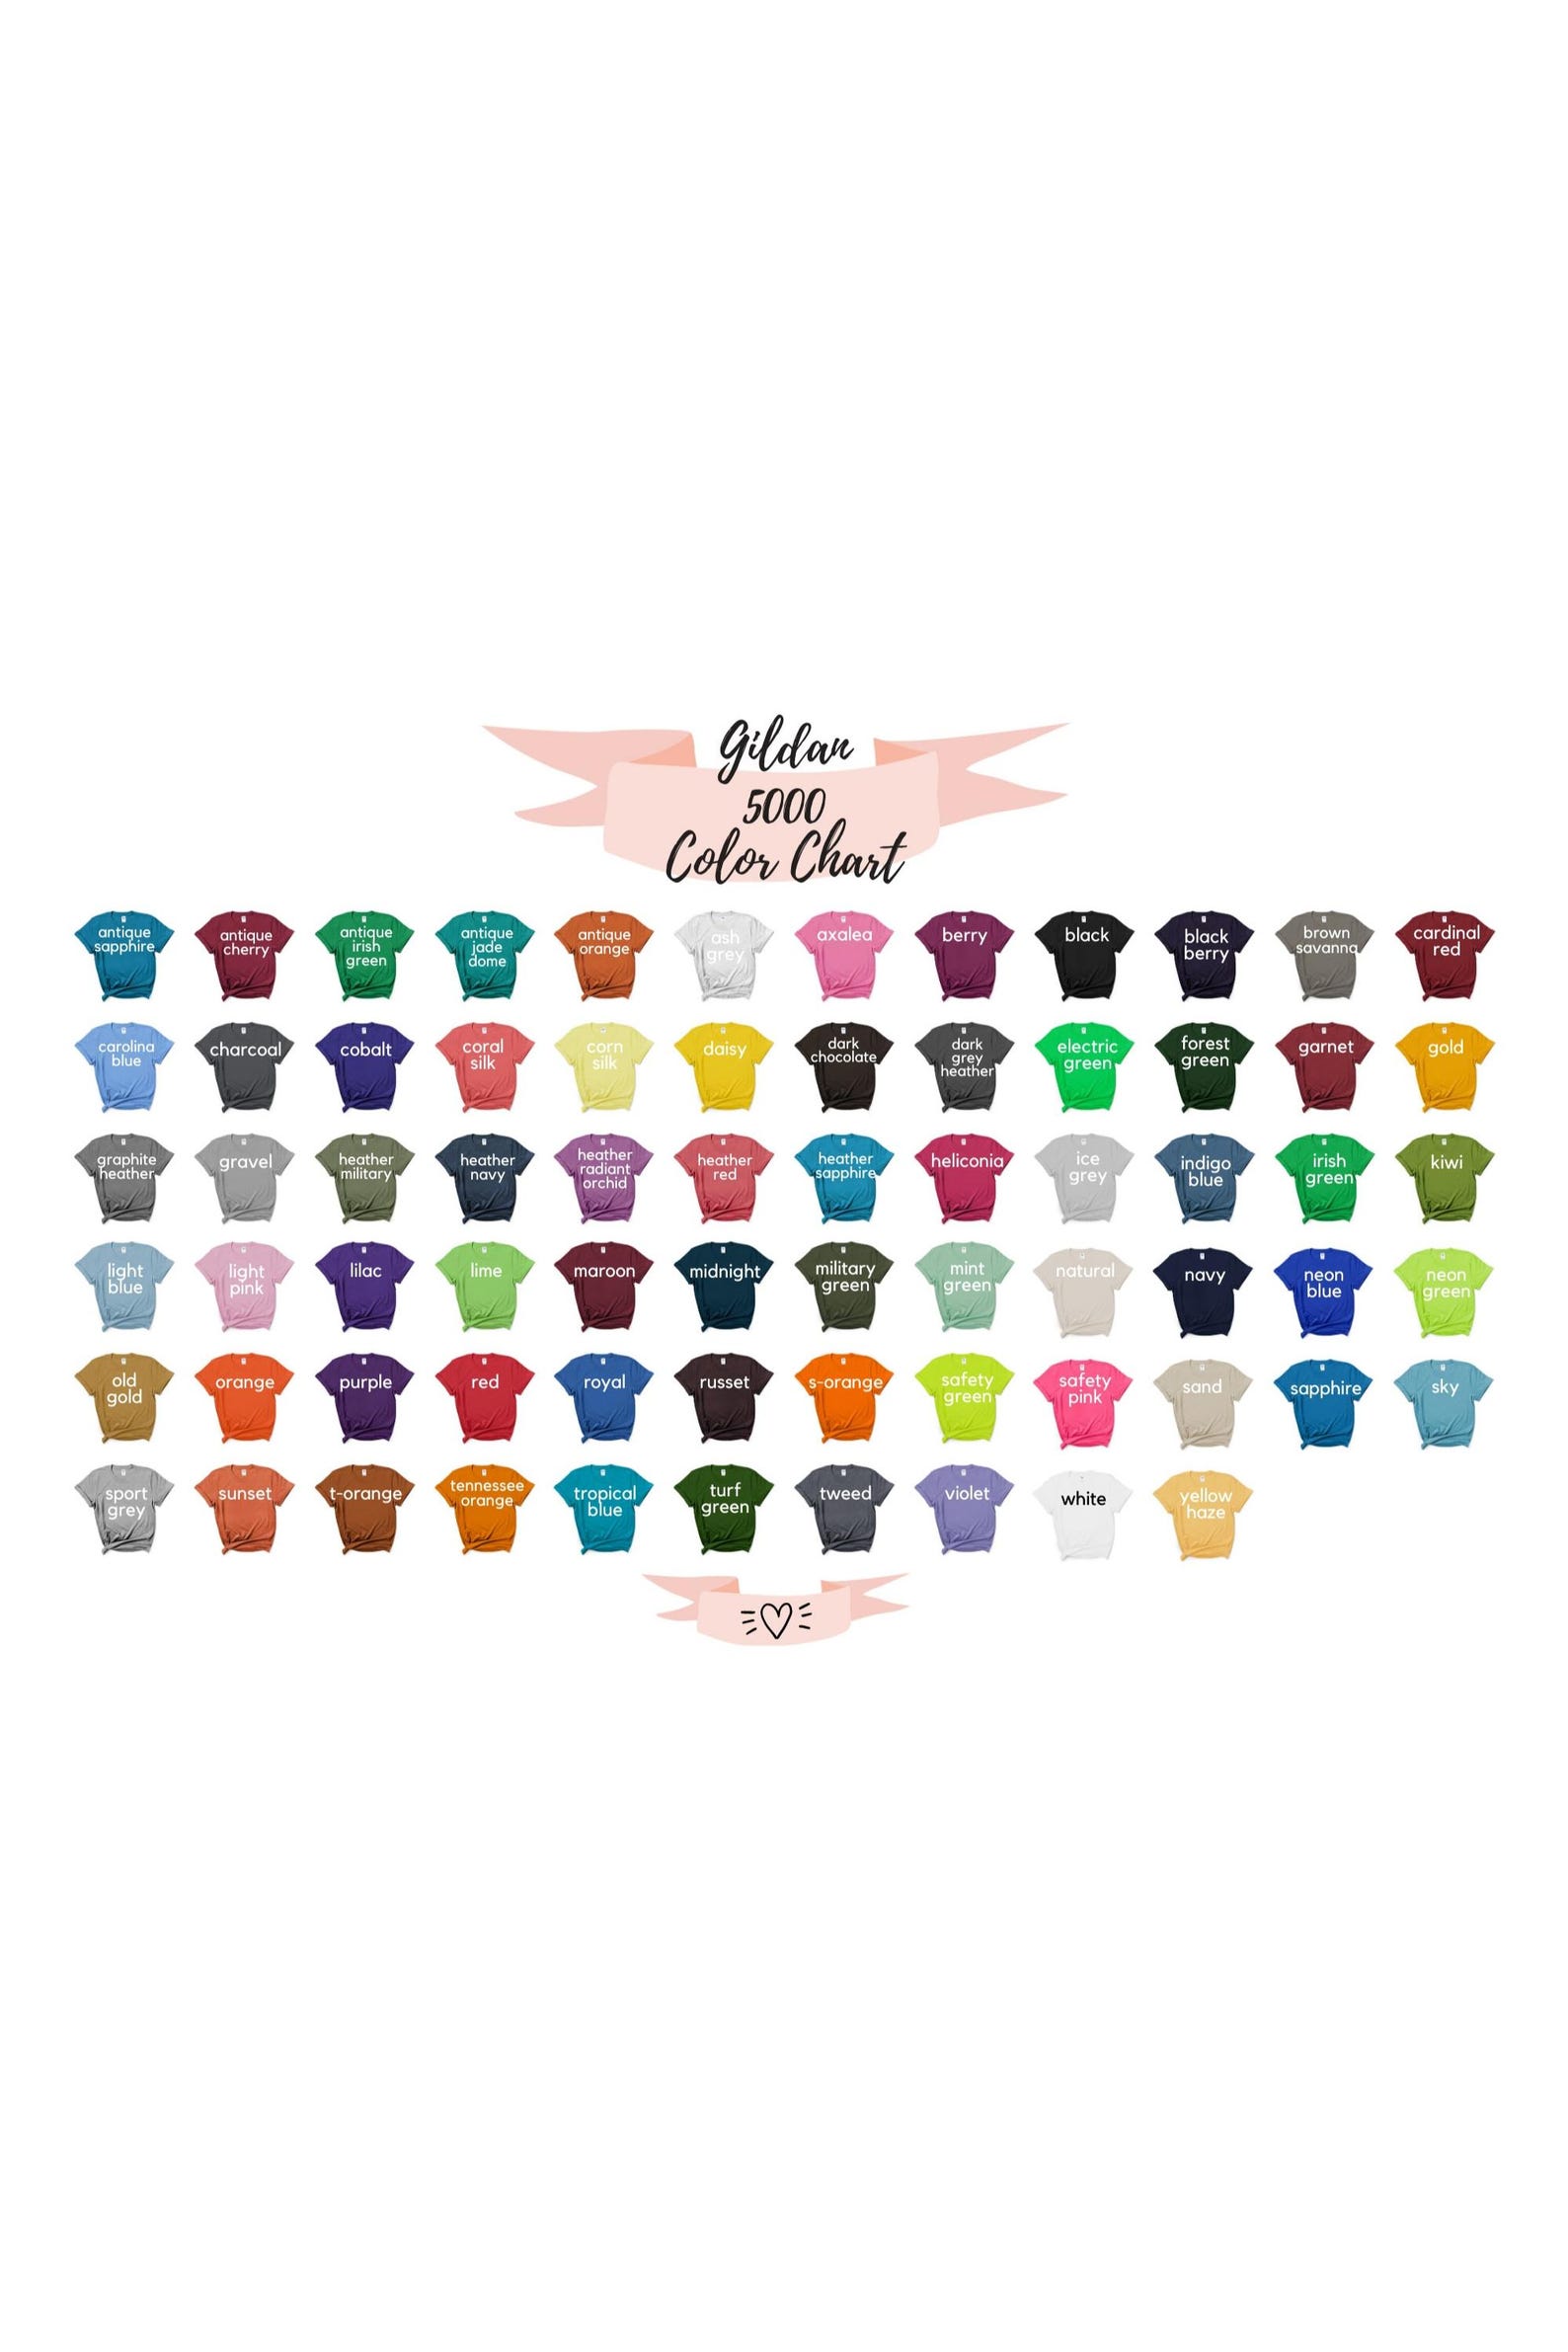 Gildan
5000
Color Chart
antique
sapphire
antique
cherry
antique
irish
green
antique
jade
dome
antique
orange
ash
grey
axalea
berry
black
black
berry
brown
savanna
cardinal
red
carolina
blue
charcoal
cobalt
coral
silk
corn
silk
daisy
dark
chocolate
dark
grey
heather
electric
green
forest
green
garnet
gold
graphite
heather
gravel
heather
military
heather
navy
heather
radiant
orchid
heather
red
heather
sapphire
heliconia
ice
grey
indigo
blue
irish
green
kiwi
light
blue
light
pink
lilac
lime
maroon
midnight
military
green
mint
green
natural
navy
neon
blue
neon
green
old
gold
orange
purple
red
royal
russet
s-orange
safety
green
safety
pink
sand
sapphire
sky
sport
grey
sunset
t-orange
tennessee
orange
tropical
blue
turf
green
tweed
violet
white
yellow
haze